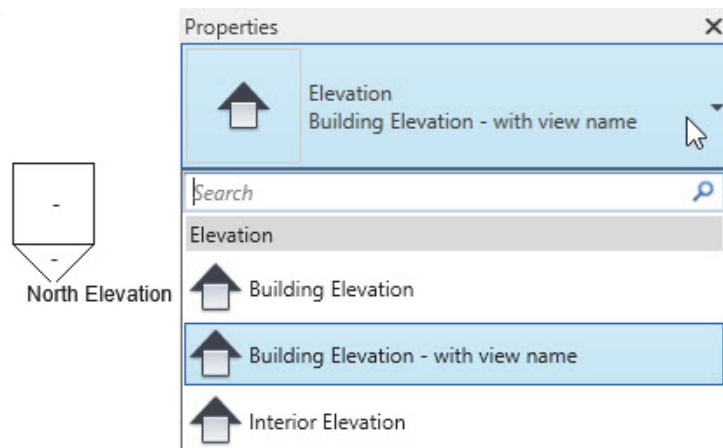 Properties
Elevation
Building Elevation - with view name
Search
Elevation
-
-
North Elevation
Building Elevation
Building Elevation - with view name
Interior Elevation